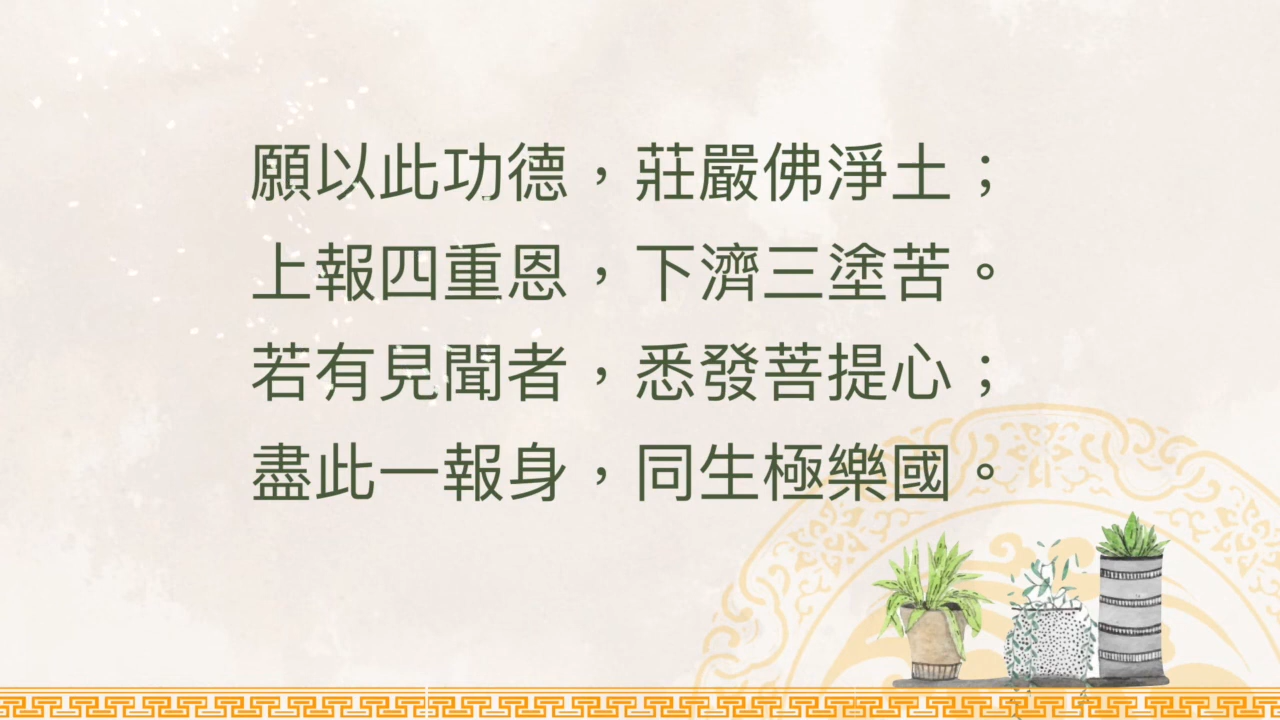 願以此功德，莊嚴佛淨土；
上報四重恩，下濟三塗苦。
若有見聞者，悉發菩提心；
盡此一報身，同生極樂國。